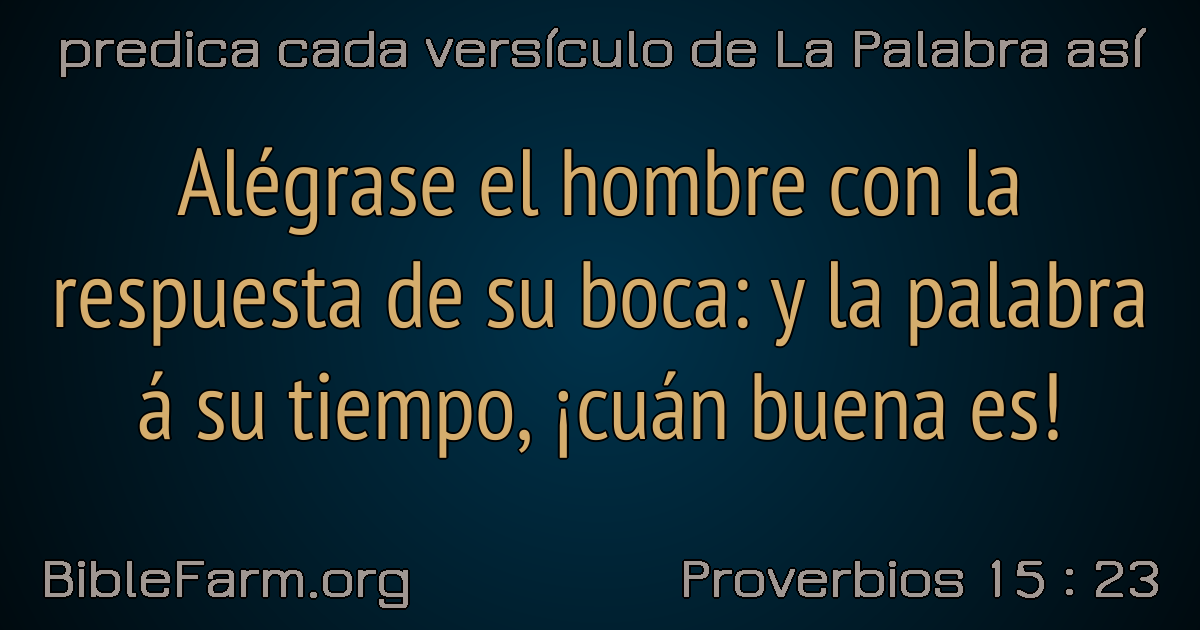 predica cada versículo de La Palabra así
Alégrase el hombre con la
respuesta de su boca: y la palabra
á su tiempo, ¡cuán buena es!
BibleFarm.org
Proverbios 15 : 23